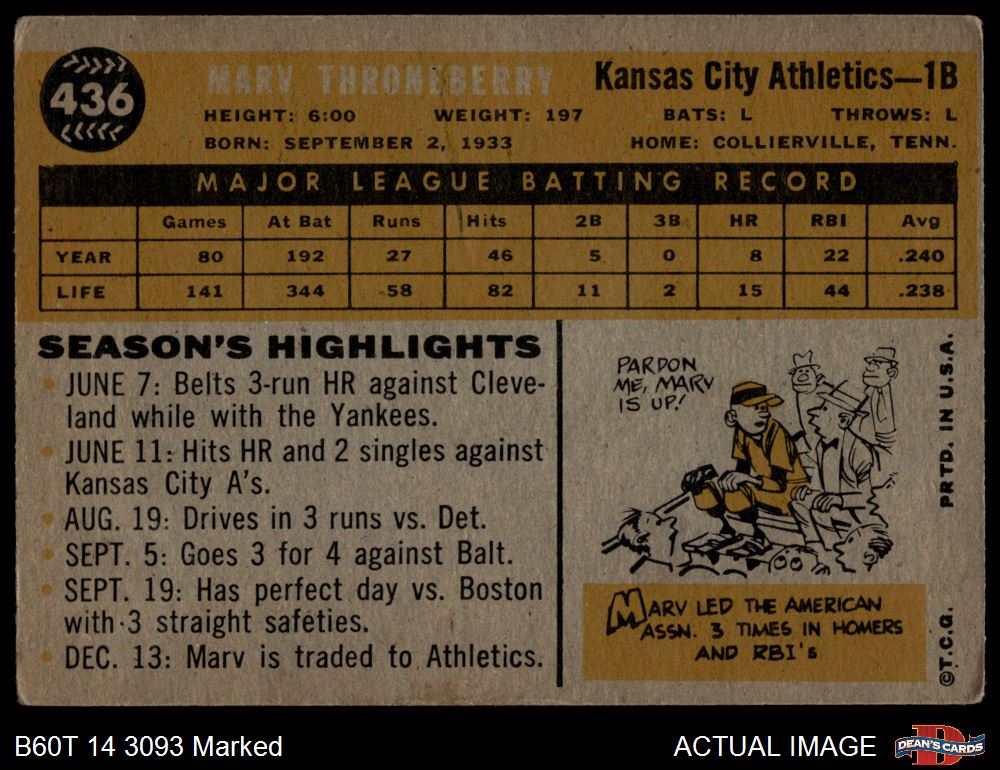 436
MARV THRONEBERRY Kansas City Athletics—1B
HEIGHT: 6:00 WEIGHT: 197 BATS: L THROWS: L
BORN: SEPTEMBER 2, 1933 HOME: COLLIERVILLE, TENN.
MAJOR LEAGUE BATTING RECORD
Games At Bat Runs Hits 2B 3B HR RBI Avg
YEAR 80 192 27 46 5 0 8 22 .240
LIFE 141 344 58 82 11 2 15 44 .238
SEASON'S HIGHLIGHTS
• JUNE 7: Belts 3-run HR against Cleve-
land while with the Yankees.
• JUNE 11: Hits HR and 2 singles against
Kansas City A's.
• AUG. 19: Drives in 3 runs vs. Det.
• SEPT. 5: Goes 3 for 4 against Balt.
• SEPT. 19: Has perfect day vs. Boston
with 3 straight safeties.
• DEC. 13: Marv is traded to Athletics.
PARDON
ME, MARV
IS UP!
MARV LED THE AMERICAN
ASSN. 3 TIMES IN HOMERS
AND RBI's
©T.C.G. PRTD. IN U.S.A.
B60T 14 3093 Marked
ACTUAL IMAGE
D
DEAN'S CARDS